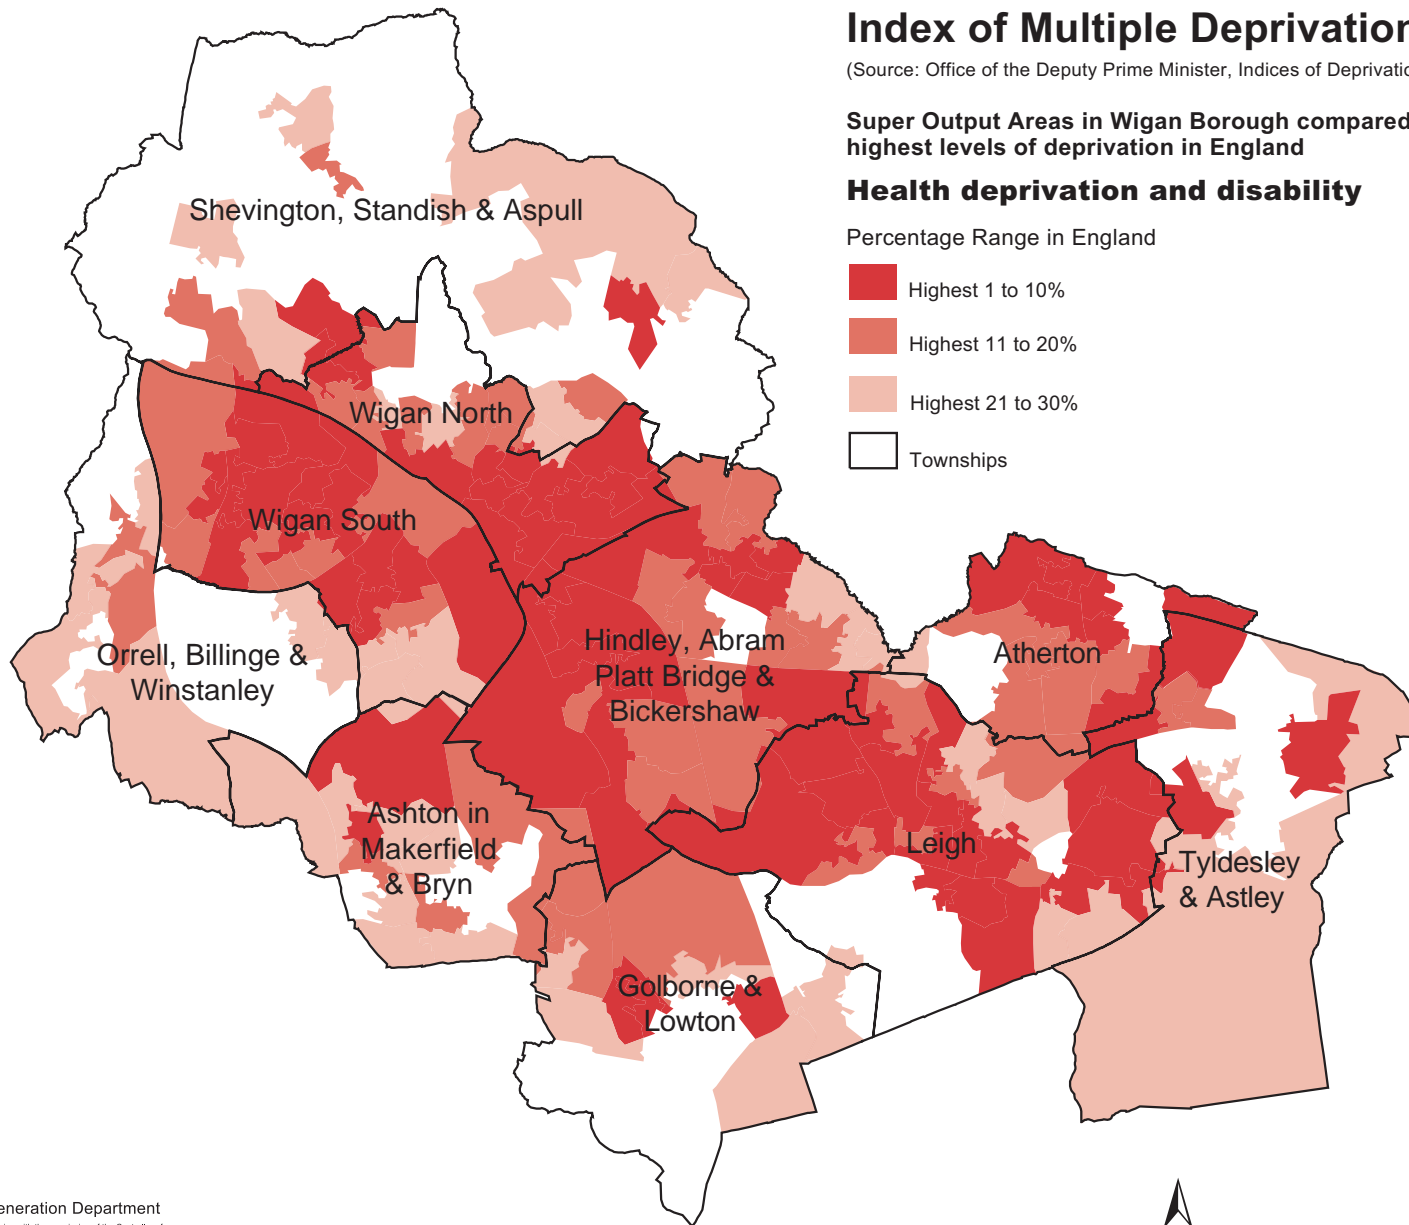 Index of Multiple Deprivation
(Source: Office of the Deputy Prime Minister, Indices of Deprivatio
Super Output Areas in Wigan Borough compared
highest levels of deprivation in England
Health deprivation and disability
Percentage Range in England
Highest 1 to 10%
Highest 11 to 20%
Highest 21 to 30%
Townships
Shevington, Standish & Aspull
Wigan North
Wigan South
Orrell, Billinge &
Winstanley
Hindley, Abram
Platt Bridge &
Bickershaw
Atherton
Ashton in
Makerfield
& Bryn
Leigh
Tyldesley
& Astley
Golborne &
Lowton
eneration Department